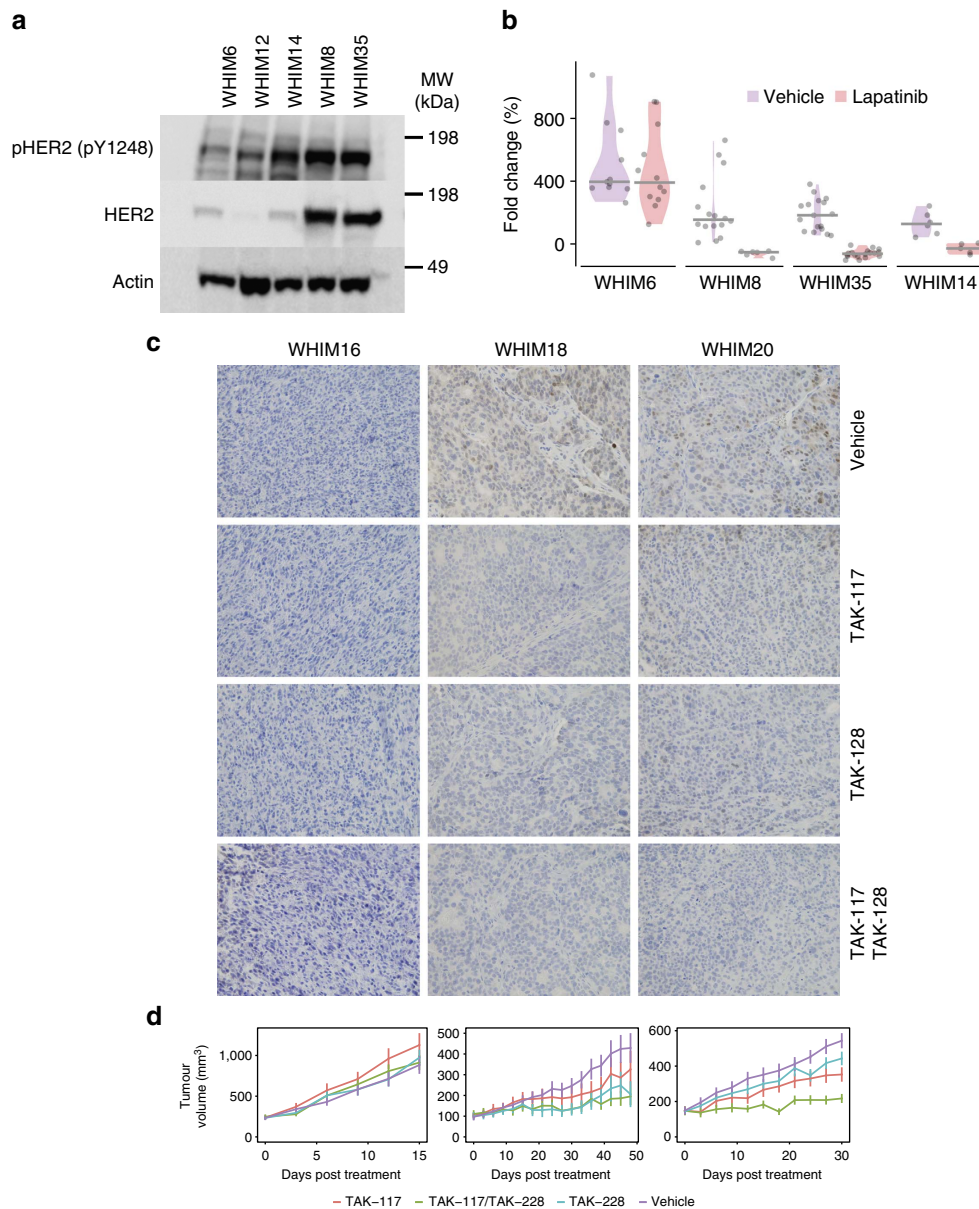 a
WHIM6
WHIM12
WHIM14
WHIM8
WHIM35
MW
(kDa)
pHER2 (pY1248)
198
198
HER2
49
Actin
b
Vehicle
Lapatinib
Fold change (%)
800
400
0
WHIM6
WHIM8
WHIM35
WHIM14
c
WHIM16
WHIM18
WHIM20
Vehicle
TAK-117
TAK-128
TAK-117
TAK-128
d
Tumour
volume (mm³)
1,000
500
0
0
5
10
15
Days post treatment
500
400
300
200
100
0
0
10
20
30
40
50
Days post treatment
600
400
200
0
0
10
20
30
Days post treatment
TAK−117
TAK−117/TAK−228
TAK−228
Vehicle